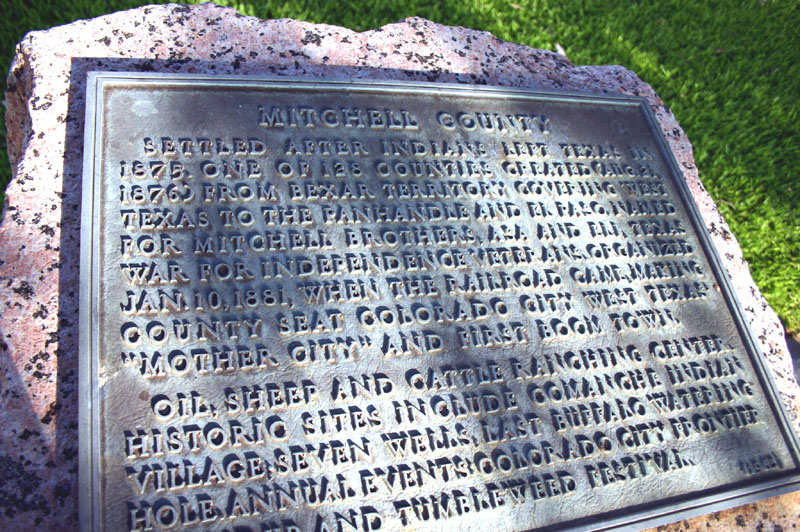 MITCHELL COUNTY
SETTLED AFTER INDIANS LEFT TEXAS IN
1875. ONE OF 128 COUNTIES CREATED (AUG. 21,
1876) FROM BEXAR TERRITORY COVERING WEST
TEXAS TO THE PANHANDLE AND EL PASO. NAMED
FOR MITCHELL BROTHERS, ASA AND ELI, TEXAS
WAR FOR INDEPENDENCE VETERANS. ORGANIZED
JAN. 10, 1881, WHEN THE RAILROAD CAME, MAKING
COUNTY SEAT COLORADO CITY WEST TEXAS'
"MOTHER CITY" AND FIRST BOOM TOWN.
OIL, SHEEP AND CATTLE RANCHING CENTER.
HISTORIC SITES INCLUDE COMANCHE INDIAN
VILLAGE; SEVEN WELLS; LAST BUFFALO WATERING
HOLE. ANNUAL EVENTS: COLORADO CITY FRONTIER
AND TUMBLEWEED FESTIVAL.